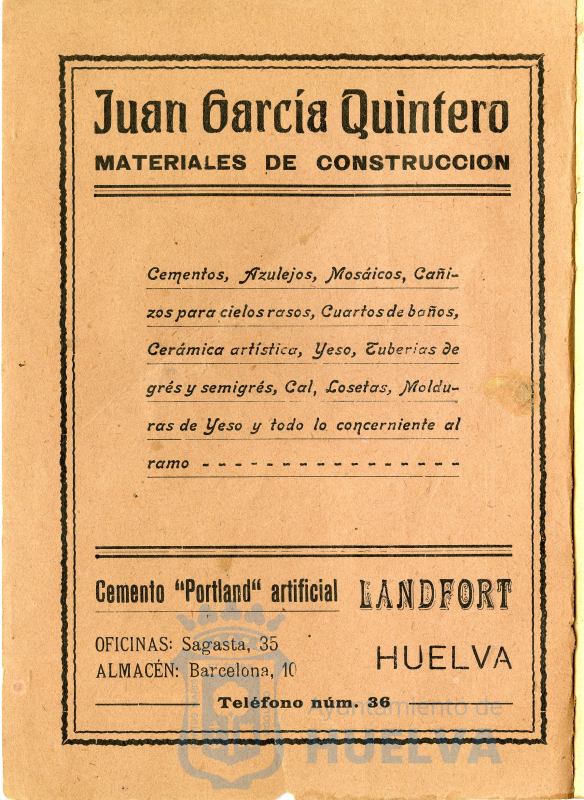 Juan García Quintero
MATERIALES DE CONSTRUCCION
Cementos, Azulejos, Mosáicos, Cañi-
zos para cielos rasos, Cuartos de baños,
Cerámica artística, Yeso, Tuberias de
grés y semigrés, Cal, Losetas, Moldu-
ras de Yeso y todo lo concerniente al
ramo - - - - - - - - - - - - - - - - -
Cemento "Portland" artificial LANDFORT
OFICINAS: Sagasta, 35
ALMACÉN: Barcelona, 10
HUELVA
Teléfono núm. 36
Ayuntamiento de
HUELVA